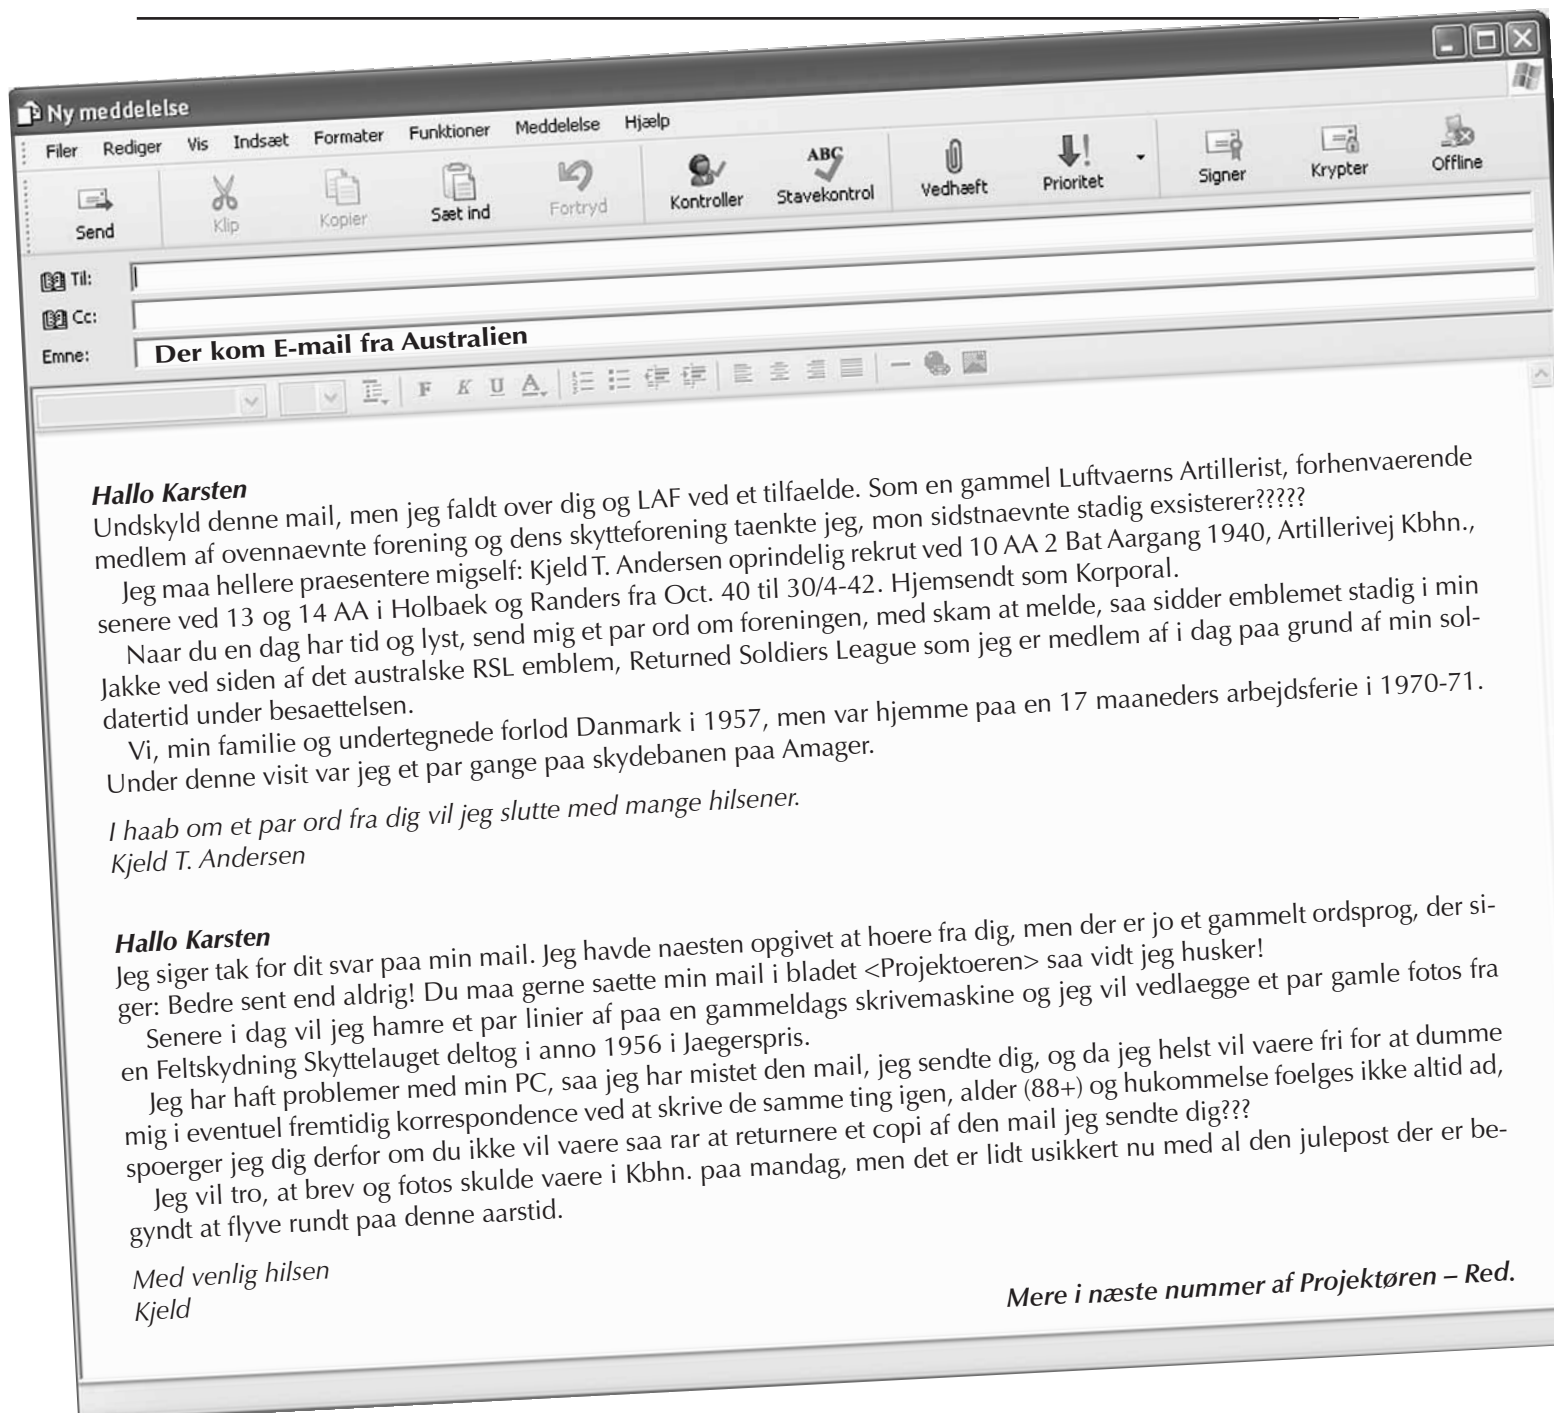 Ny meddelelse
Filer Rediger Vis Indsæt Formater Funktioner Meddelelse Hjælp
Send Klip Kopier Sæt ind Fortryd Kontroller ABC Stavekontrol Vedhæft Prioritet Signer Krypter Offline
Til:
Cc:
Emne: Der kom E-mail fra Australien
F K U A
Hallo Karsten
Undskyld denne mail, men jeg faldt over dig og LAF ved et tilfaelde. Som en gammel Luftvaerns Artillerist, forhenvaerende
medlem af ovennaevnte forening og dens skytteforening taenkte jeg, mon sidstnaevnte stadig exsisterer?????
Jeg maa hellere praesentere migself: Kjeld T. Andersen oprindelig rekrut ved 10 AA 2 Bat Aargang 1940, Artillerivej Kbhn.,
senere ved 13 og 14 AA i Holbaek og Randers fra Oct. 40 til 30/4-42. Hjemsendt som Korporal.
Naar du en dag har tid og lyst, send mig et par ord om foreningen, med skam at melde, saa sidder emblemet stadig i min
Jakke ved siden af det australske RSL emblem, Returned Soldiers League som jeg er medlem af i dag paa grund af min sol-
datertid under besaettelsen.
Vi, min familie og undertegnede forlod Danmark i 1957, men var hjemme paa en 17 maaneders arbejdsferie i 1970-71.
Under denne visit var jeg et par gange paa skydebanen paa Amager.
I haab om et par ord fra dig vil jeg slutte med mange hilsener.
Kjeld T. Andersen
Hallo Karsten
Jeg siger tak for dit svar paa min mail. Jeg havde naesten opgivet at hoere fra dig, men der er jo et gammelt ordsprog, der si-
ger: Bedre sent end aldrig! Du maa gerne saette min mail i bladet <Projektoeren> saa vidt jeg husker!
Senere i dag vil jeg hamre et par linier af paa en gammeldags skrivemaskine og jeg vil vedlaegge et par gamle fotos fra
en Feltskydning Skyttelauget deltog i anno 1956 i Jaegerspris.
Jeg har haft problemer med min PC, saa jeg har mistet den mail, jeg sendte dig, og da jeg helst vil vaere fri for at dumme
mig i eventuel fremtidig korrespondence ved at skrive de samme ting igen, alder (88+) og hukommelse foelges ikke altid ad,
spoerger jeg dig derfor om du ikke vil vaere saa rar at returnere et copi af den mail jeg sendte dig???
Jeg vil tro, at brev og fotos skulde vaere i Kbhn. paa mandag, men det er lidt usikkert nu med al den julepost der er be-
gyndt at flyve rundt paa denne aarstid.
Med venlig hilsen
Kjeld
Mere i næste nummer af Projektøren – Red.